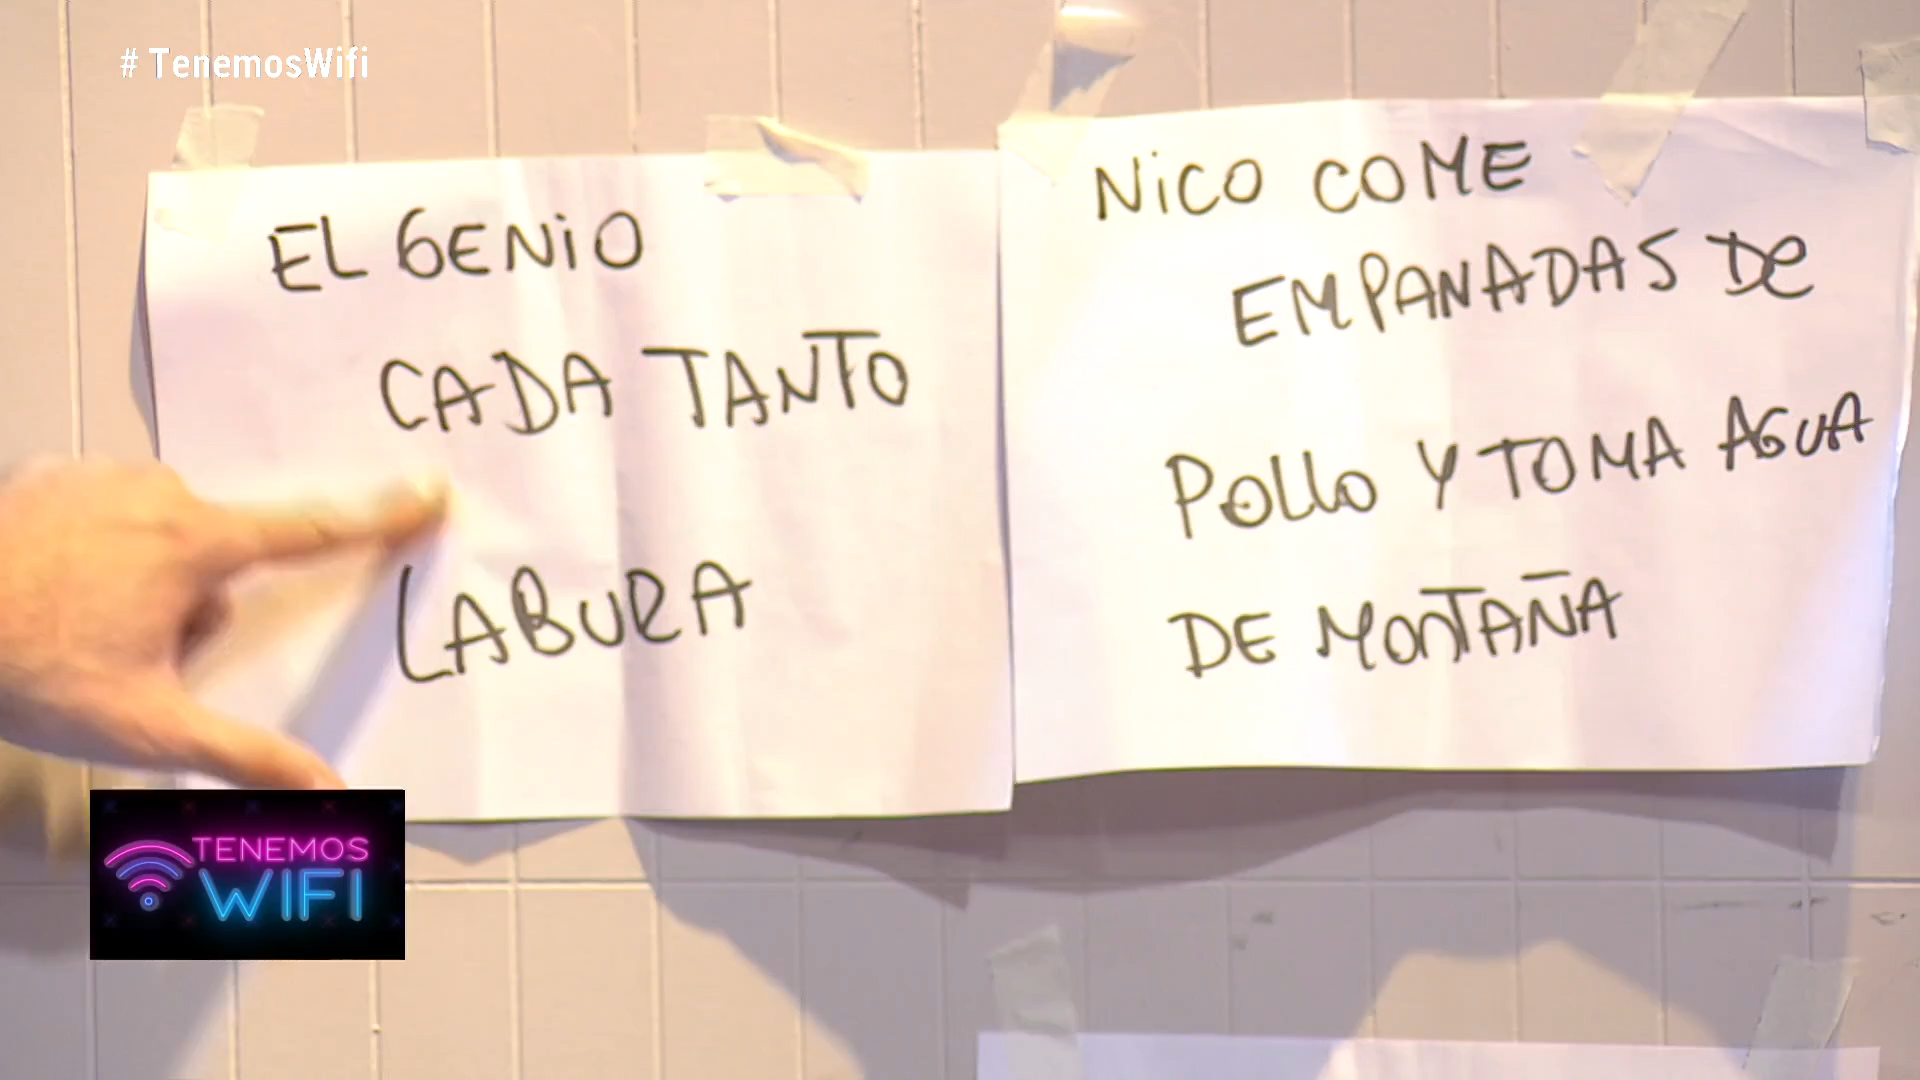 # TenemosWifi
EL GENIO
CADA TANTO
LABURA
NICO COME
EMPANADAS DE
POLLO Y TOMA AGUA
DE MONTAÑA
TENEMOS
WIFI